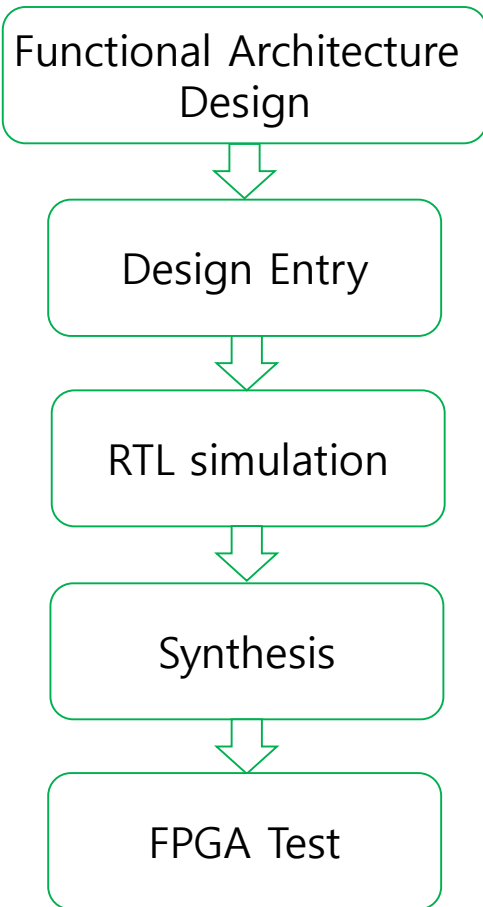 Functional Architecture
Design
Design Entry
RTL simulation
Synthesis
FPGA Test